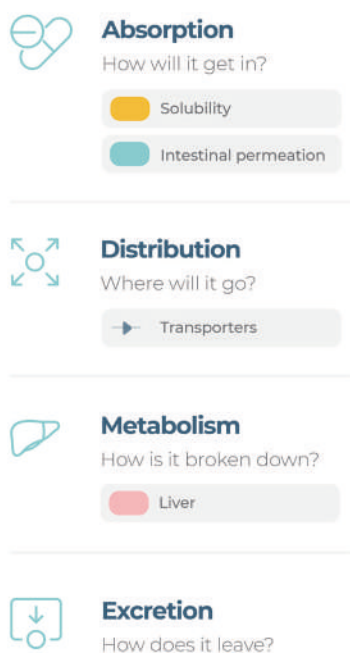 Absorption
How will it get in?
Solubility
Intestinal permeation
Distribution
Where will it go?
Transporters
Metabolism
How is it broken down?
Liver
Excretion
How does it leave?